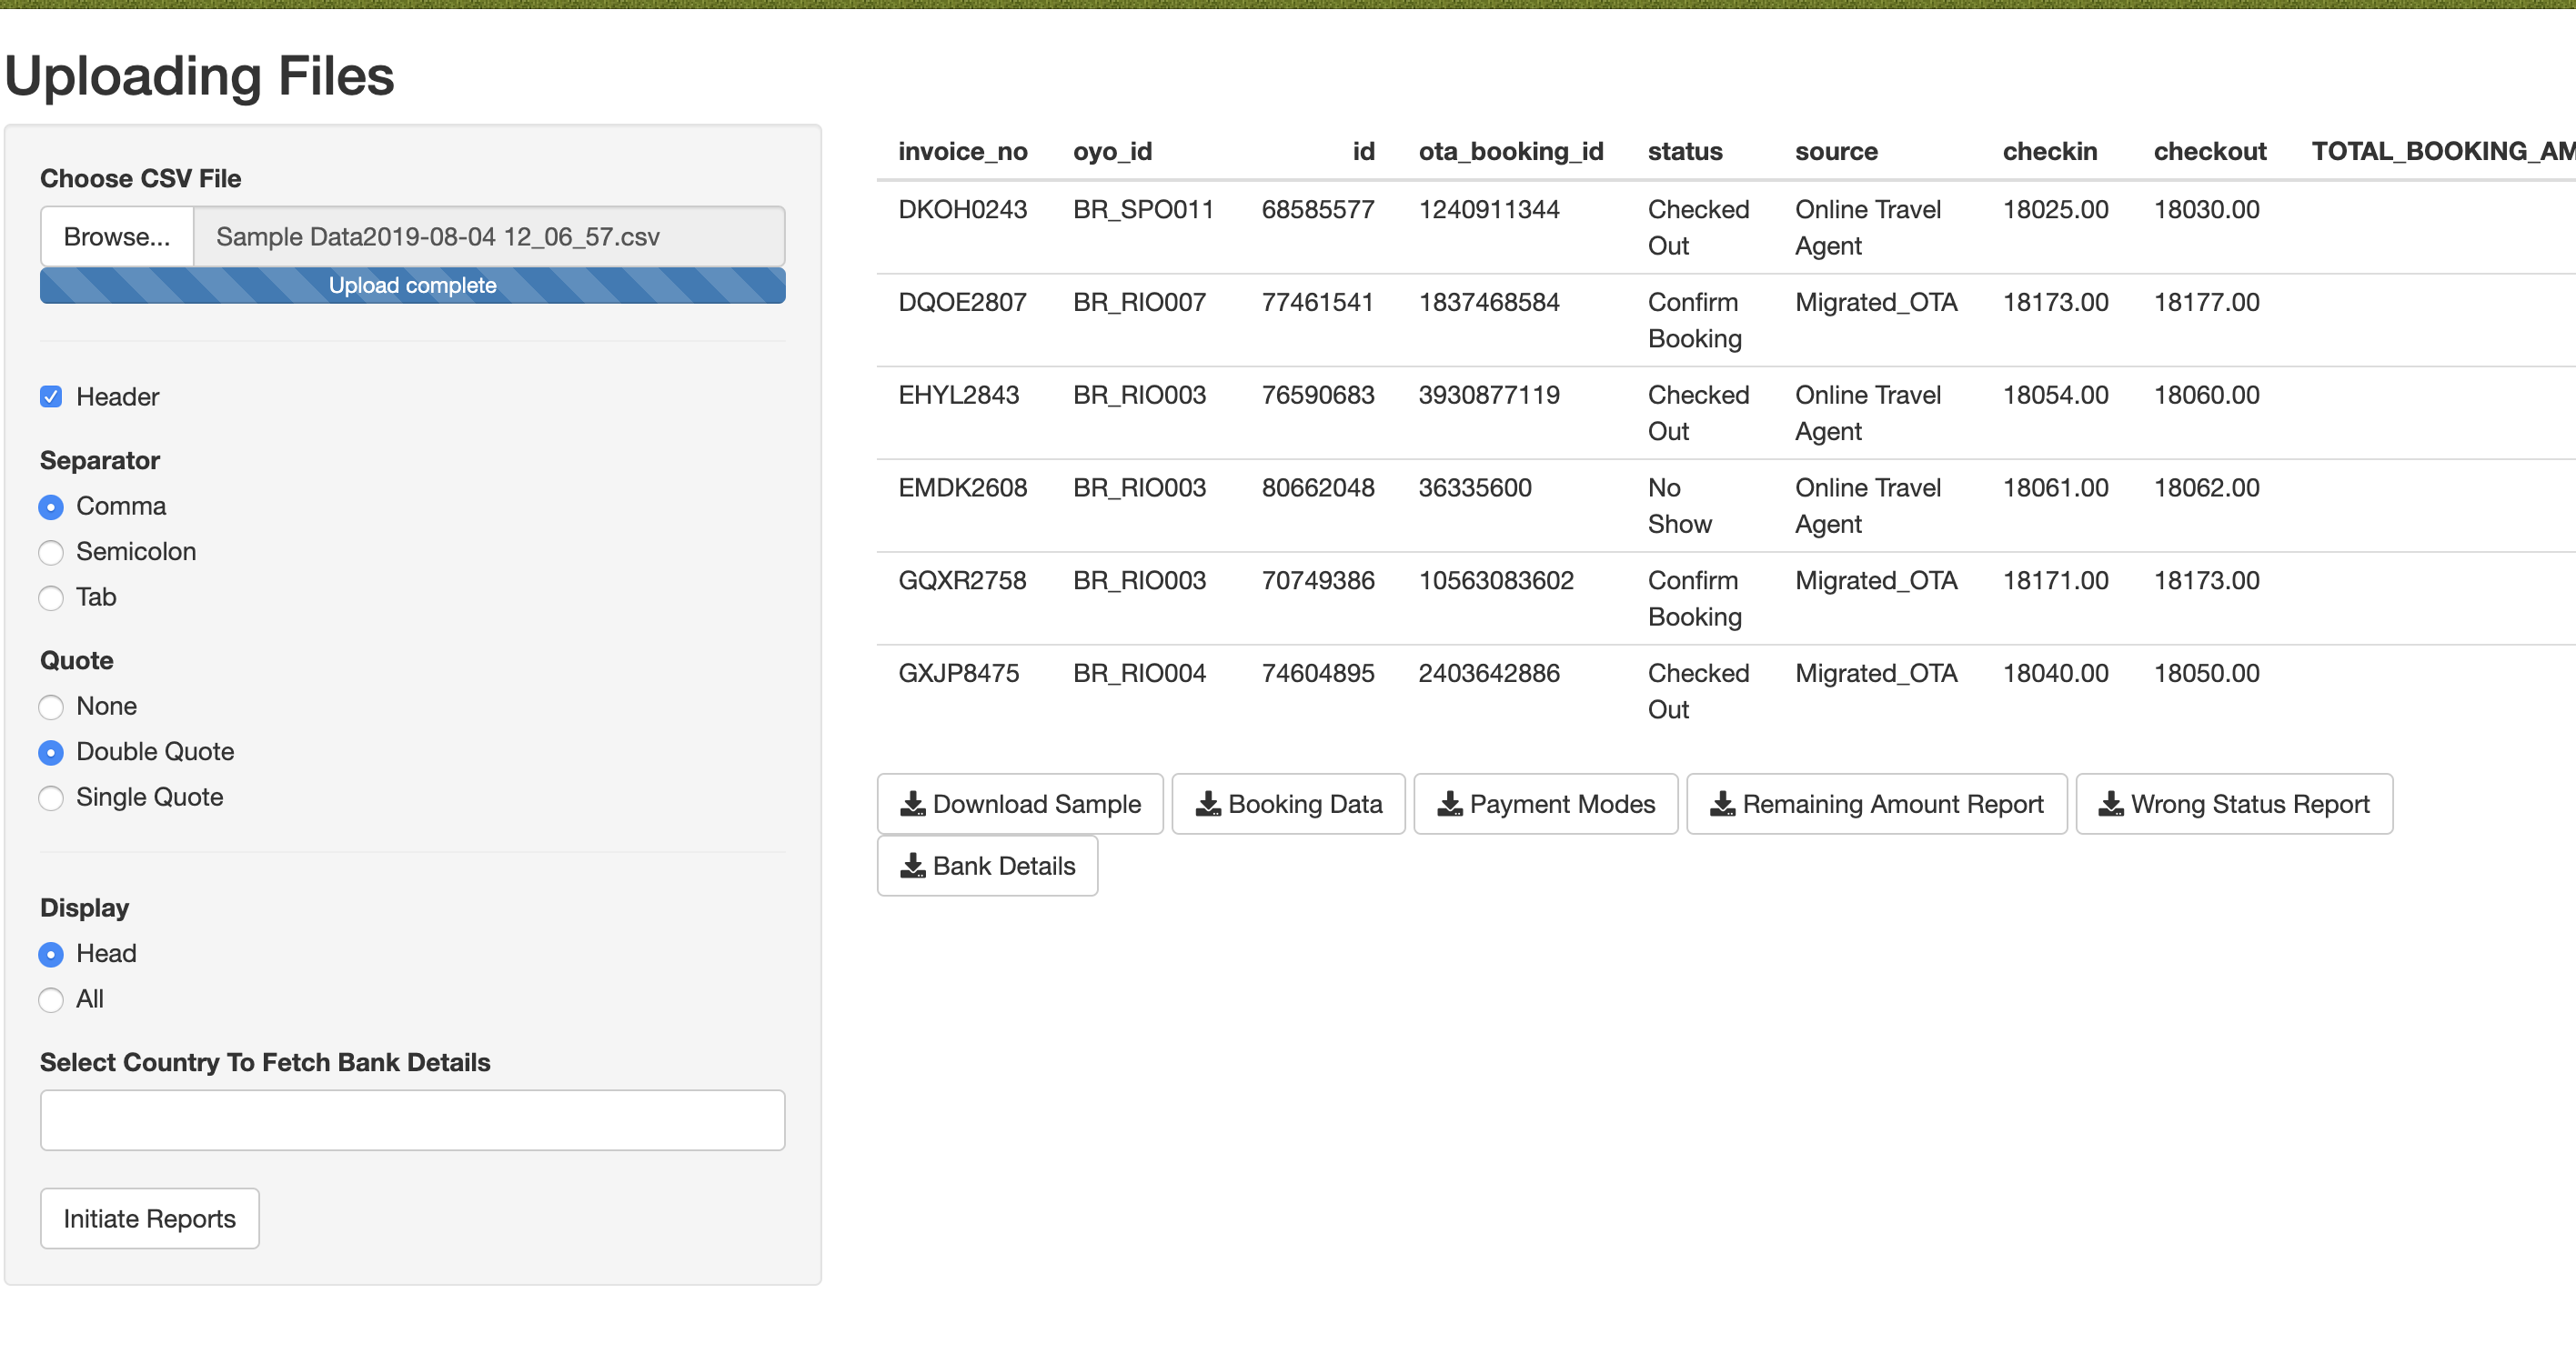 Uploading Files
Choose CSV File
Browse... Sample Data2019-08-04 12_06_57.csv
Upload complete
Header
Separator
Comma
Semicolon
Tab
Quote
None
Double Quote
Single Quote
Display
Head
All
Select Country To Fetch Bank Details
Initiate Reports
invoice_no oyo_id id ota_booking_id status source checkin checkout TOTAL_BOOKING_AM
DKOH0243 BR_SPO011 68585577 1240911344 Checked Online Travel 18025.00 18030.00
Out Agent
DQOE2807 BR_RIO007 77461541 1837468584 Confirm Migrated_OTA 18173.00 18177.00
Booking
EHYL2843 BR_RIO003 76590683 3930877119 Checked Online Travel 18054.00 18060.00
Out Agent
EMDK2608 BR_RIO003 80662048 36335600 No Online Travel 18061.00 18062.00
Show Agent
GQXR2758 BR_RIO003 70749386 10563083602 Confirm Migrated_OTA 18171.00 18173.00
Booking
GXJP8475 BR_RIO004 74604895 2403642886 Checked Migrated_OTA 18040.00 18050.00
Out
Download Sample Booking Data Payment Modes Remaining Amount Report Wrong Status Report
Bank Details